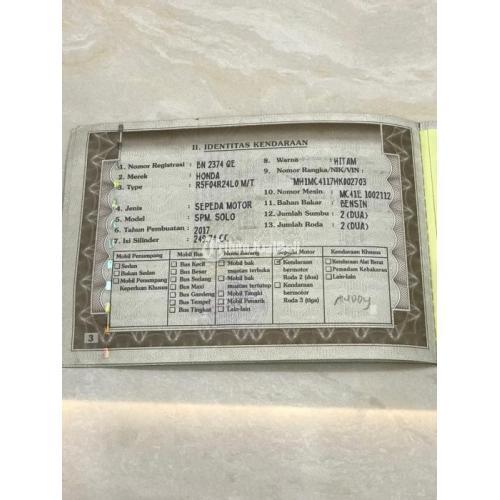 II. IDENTITAS KENDARAAN
1. Nomor Registrasi : BN 2374 QE
2. Merek : HONDA
3. Type : R5F04R24L0 M/T
4. Jenis : SEPEDA MOTOR
5. Model : SPM. SOLO
6. Tahun Pembuatan : 2017
7. Isi Silinder :
8. Warna : HITAM
9. Nomor Rangka/NIK/VIN :
MH1MC4117HK002703
10. Nomor Mesin : MC41E 1002112
11. Bahan Bakar : BENSIN
12. Jumlah Sumbu : 2 (DUA)
13. Jumlah Roda : 2 (DUA)
Mobil Penumpang
Sedan
Bukan Sedan
Mobil Penumpang
Keperluan Khusus
Mobil Bus
Bus Kecil
Bus Besar
Bus Sedang
Bus Maxi
Bus Gandeng
Bus Tempel
Bus Tingkat
Mobil Barang
Mobil bak
muatan terbuka
Mobil bak
muatan tertutup
Mobil Tangki
Mobil Penarik
Lain-lain
Sepeda Motor
Kendaraan
bermotor
Roda 2 (dua)
Kendaraan
bermotor
Roda 3 (tiga)
Kendaraan Khusus
Kendaraan Alat Berat
Pemadam Kebakaran
Lain-lain
3